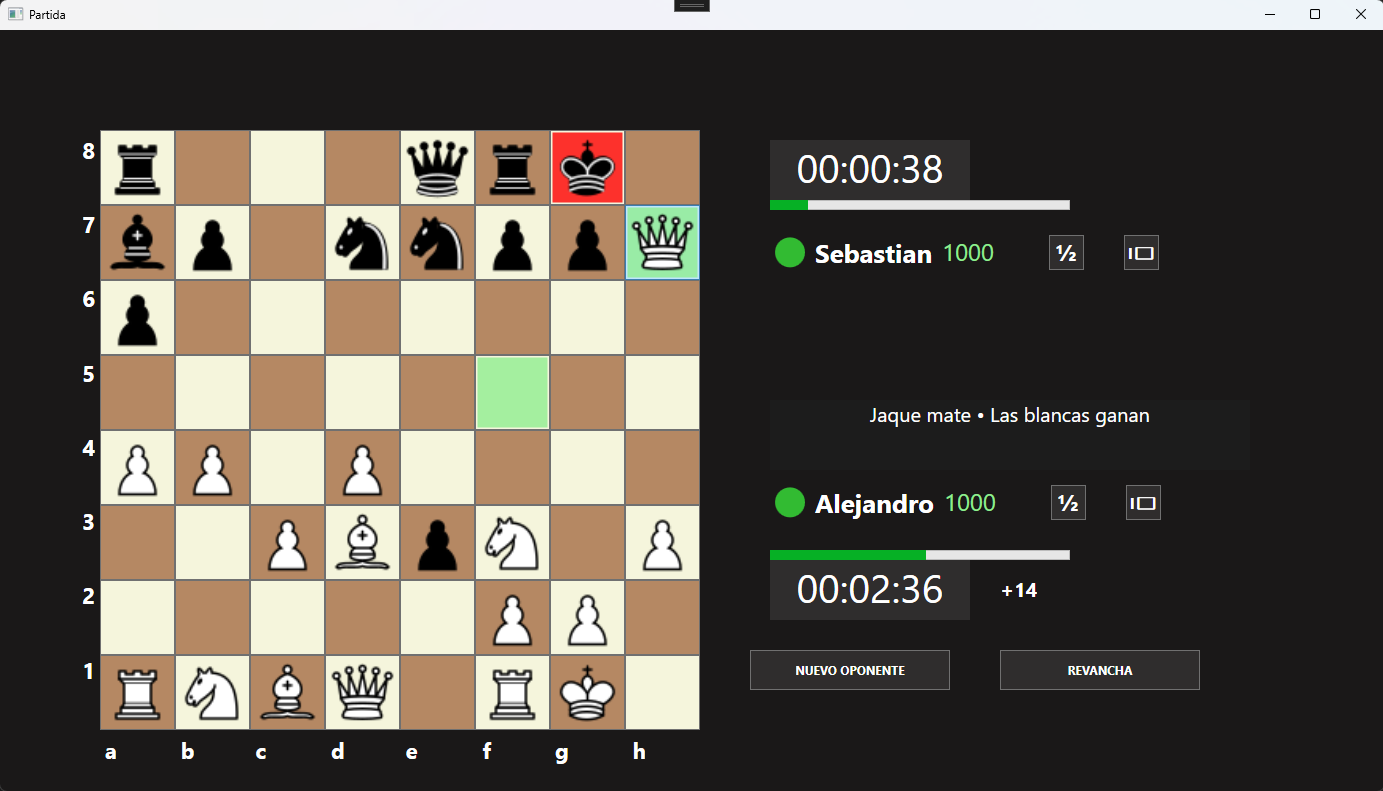 Partida
00:00:38
8
Sebastian 1000 ½
7
6
5
Jaque mate • Las blancas ganan
4
Alejandro 1000 ½
3
00:02:36 +14
2
NUEVO OPONENTE REVANCHA
1
a b c d e f g h